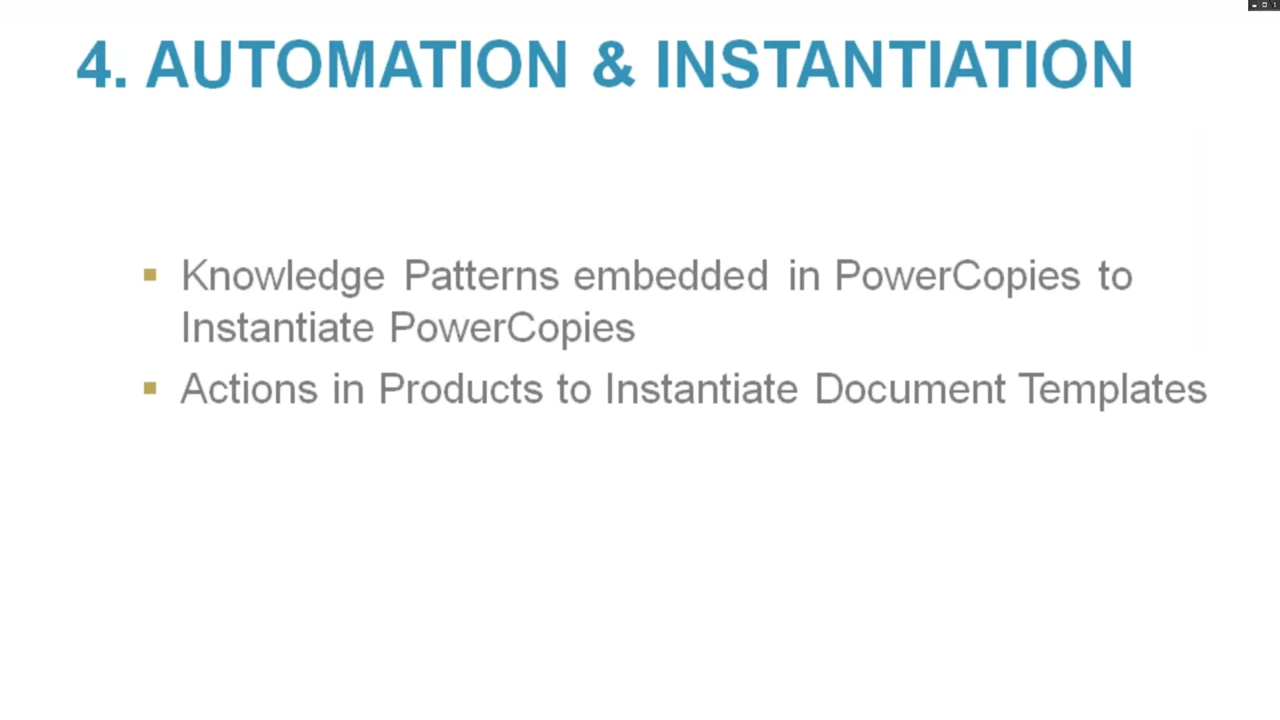 4. AUTOMATION & INSTANTIATION
▪ Knowledge Patterns embedded in PowerCopies to
Instantiate PowerCopies
▪ Actions in Products to Instantiate Document Templates